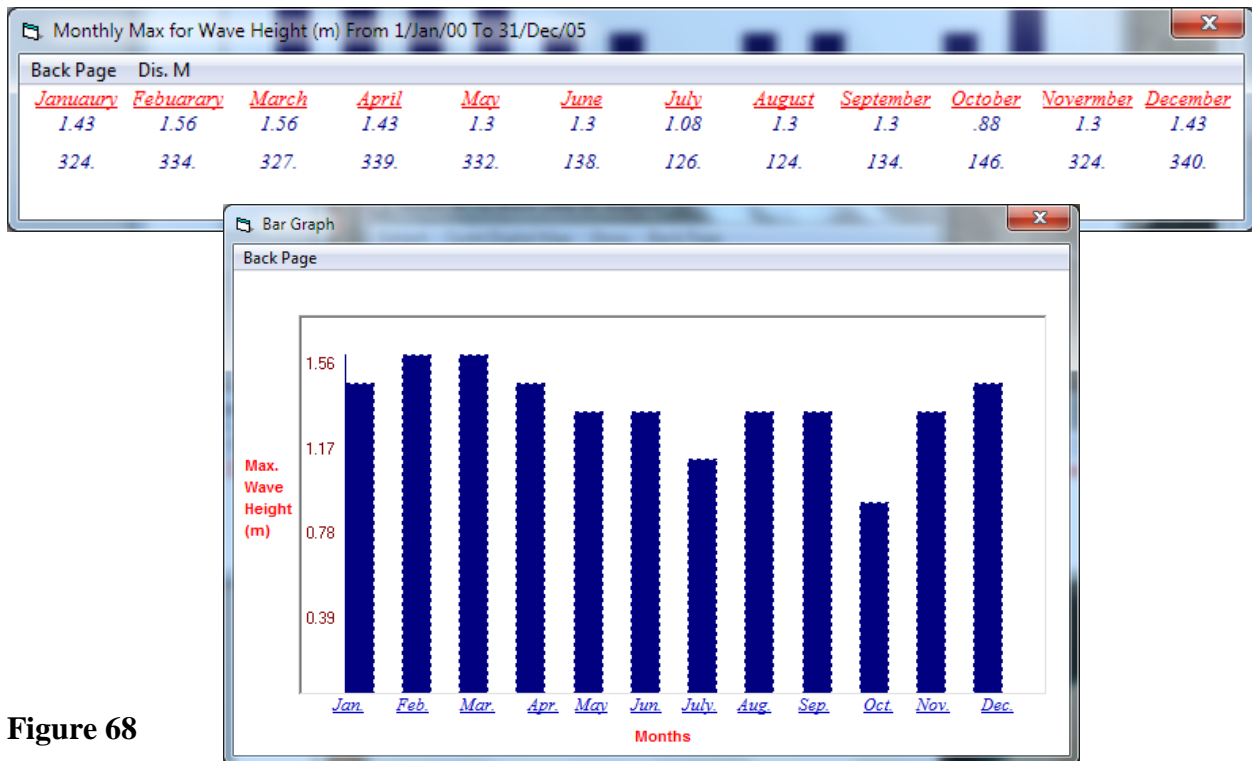 Monthly Max for Wave Height (m) From 1/Jan/00 To 31/Dec/05
Back Page Dis. M
Januaury Febuarary March April May June July August September October Novermber December
1.43 1.56 1.56 1.43 1.3 1.3 1.08 1.3 1.3 .88 1.3 1.43
324. 334. 327. 339. 332. 138. 126. 124. 134. 146. 324. 340.
Bar Graph
Back Page
1.56
1.17
Max.
Wave
Height
(m)
0.78
0.39
Jan. Feb. Mar. Apr. May Jun. July. Aug. Sep. Oct. Nov. Dec.
Months
Figure 68